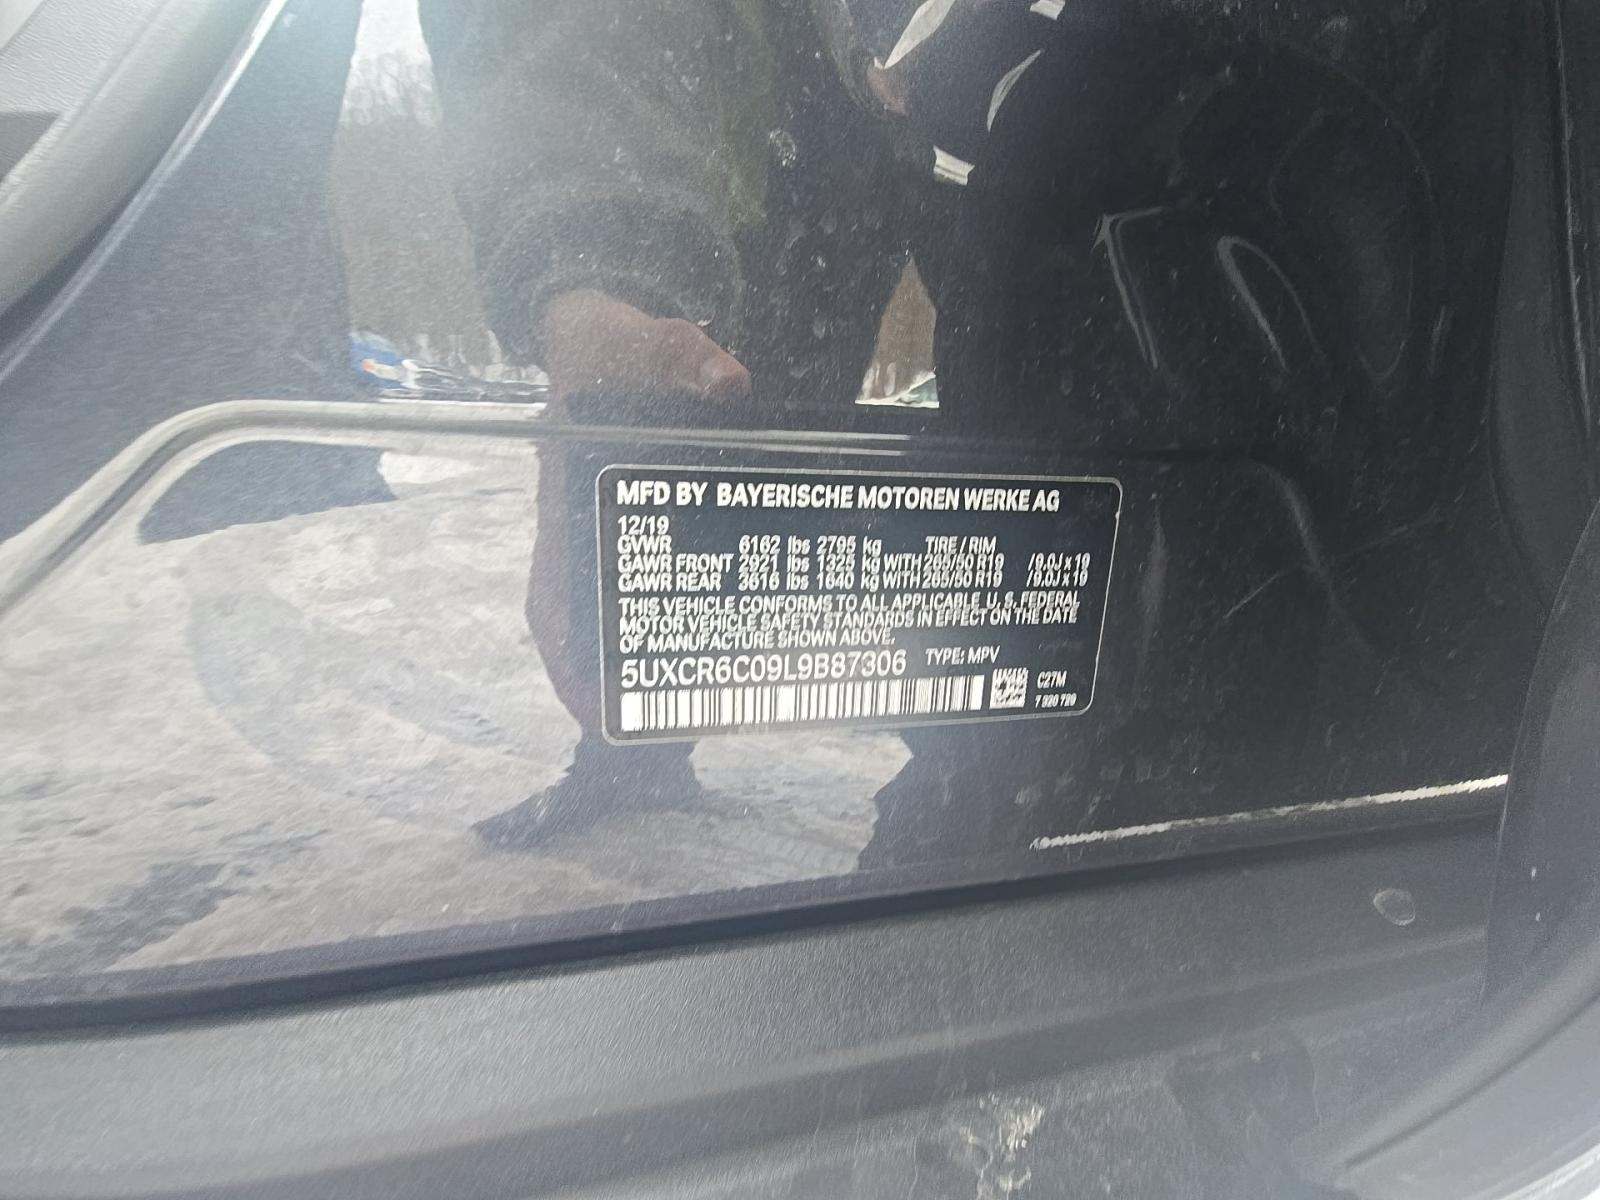 MFD BY BAYERISCHE MOTOREN WERKE AG
12/19
GVWR 6162 lbs 2795 kg TIRE / RIM
GAWR FRONT 2921 lbs 1325 kg WITH 265/50 R19 /9.0J x 19
GAWR REAR 3616 lbs 1640 kg WITH 265/50 R19 /9.0J x 19
THIS VEHICLE CONFORMS TO ALL APPLICABLE U. S. FEDERAL
MOTOR VEHICLE SAFETY STANDARDS IN EFFECT ON THE DATE
OF MANUFACTURE SHOWN ABOVE.
5UXCR6C09L9B87306 TYPE: MPV
C27M
7 920 729